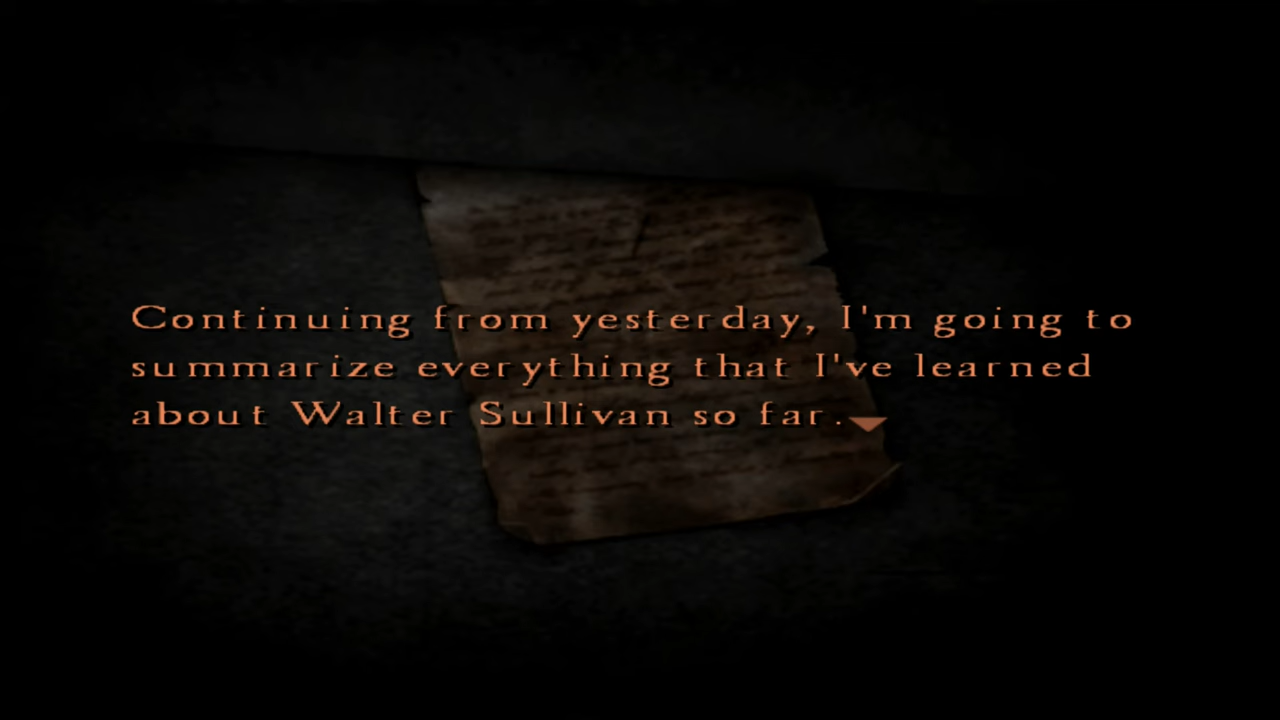 Continuing from yesterday, I'm going to
summarize everything that I've learned
about Walter Sullivan so far.